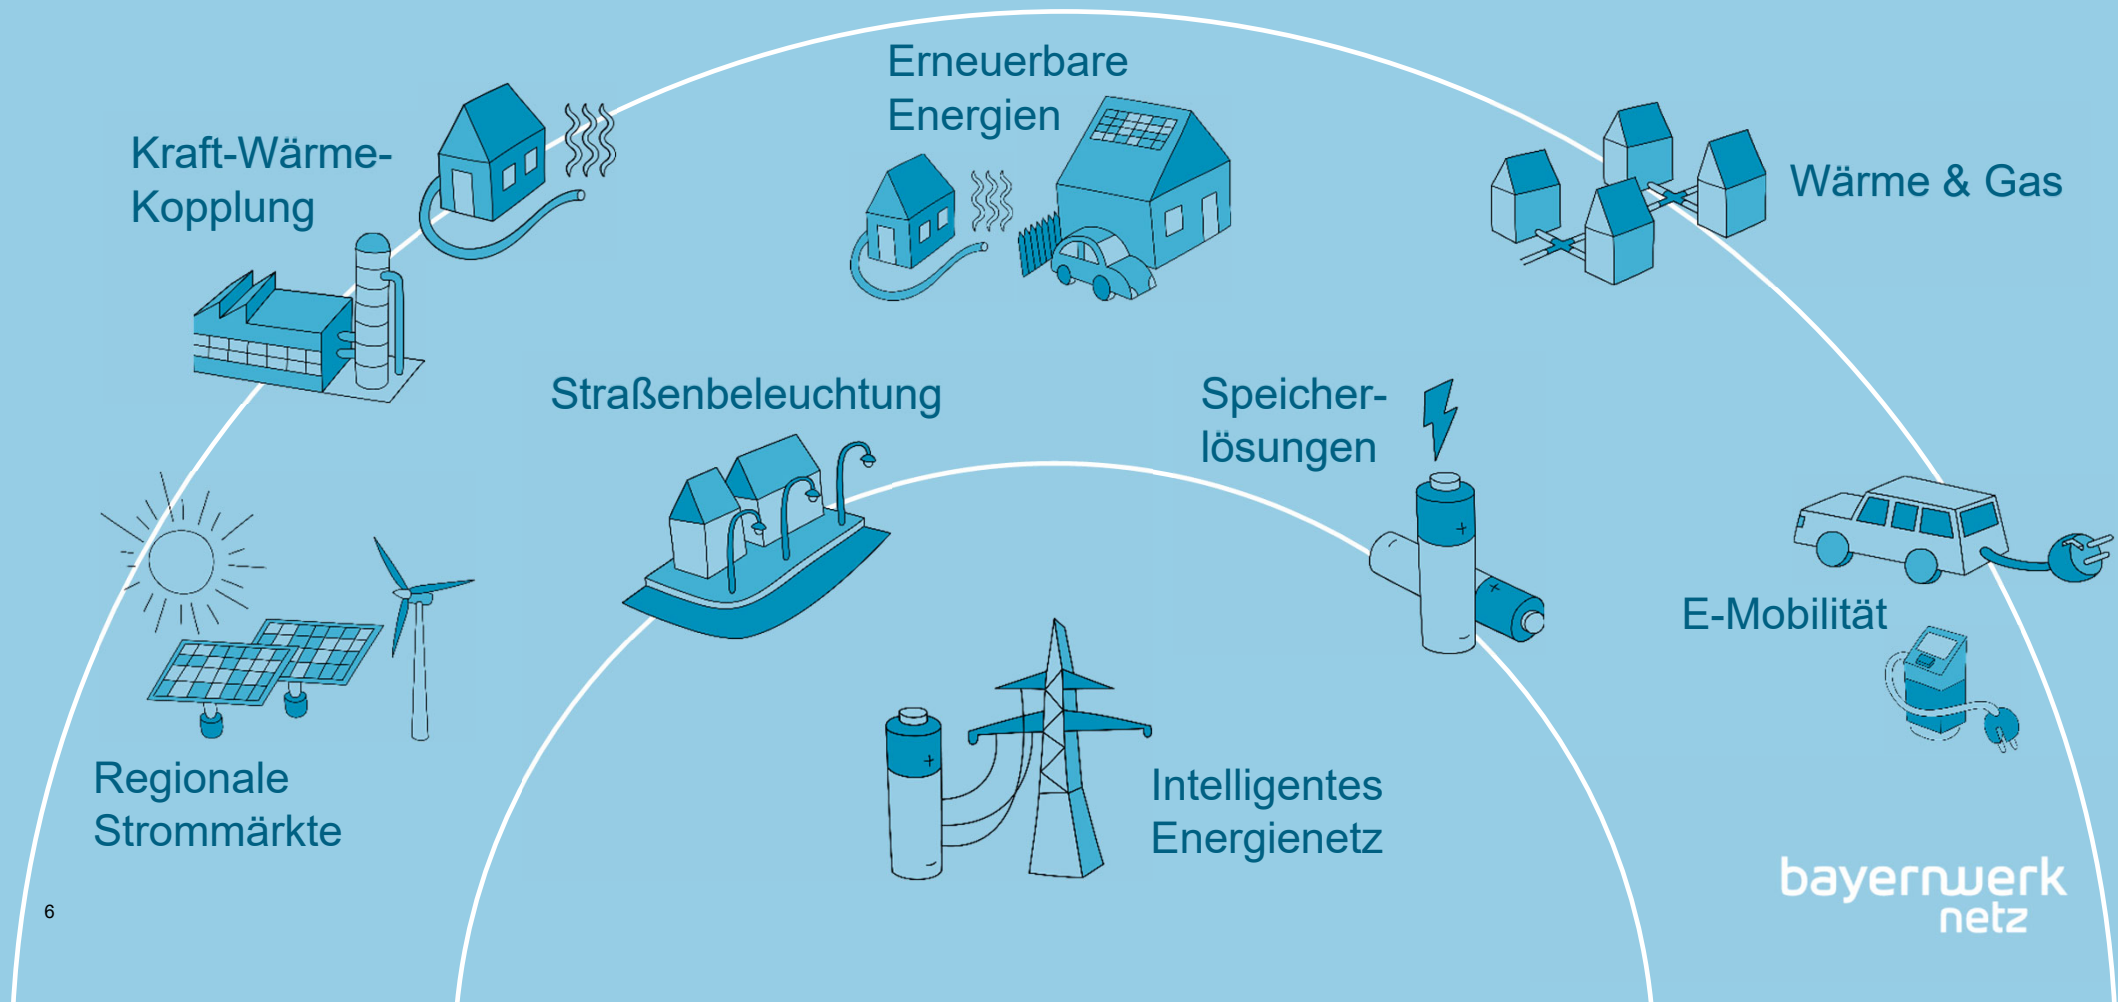 Erneuerbare
Energien
Kraft-Wärme-
Kopplung
Wärme & Gas
Straßenbeleuchtung
Speicher-
lösungen
E-Mobilität
Regionale
Strommärkte
Intelligentes
Energienetz
bayernwerk
netz
6